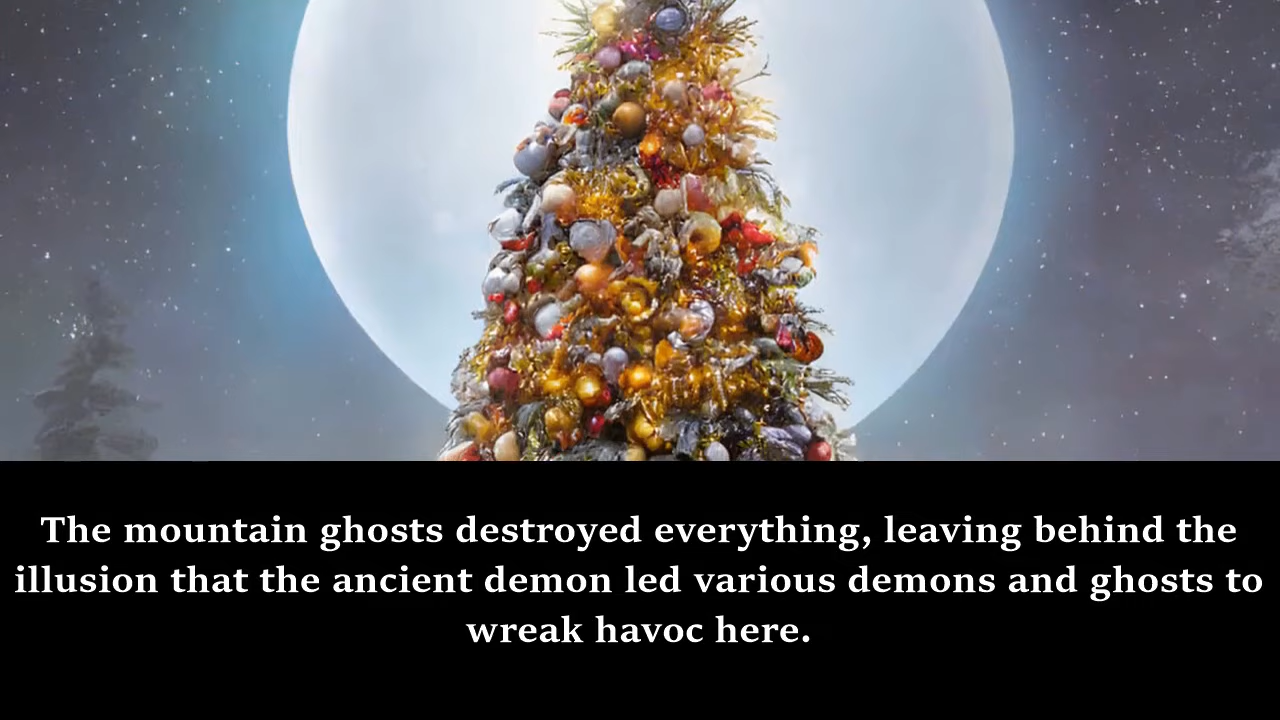 The mountain ghosts destroyed everything, leaving behind the
illusion that the ancient demon led various demons and ghosts to
wreak havoc here.